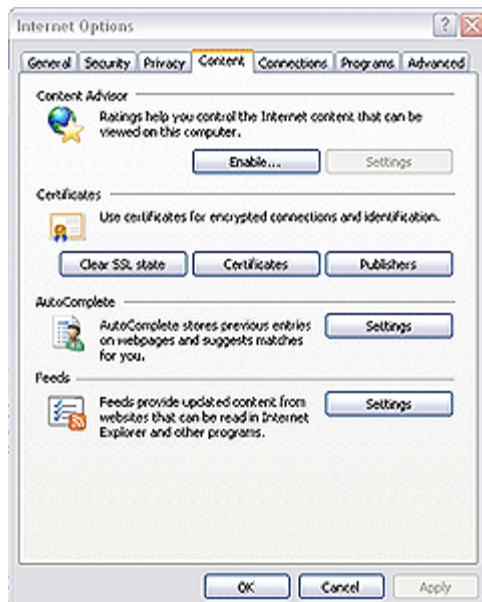 Internet Options
General Security Privacy Content Connections Programs Advanced
Content Advisor
Ratings help you control the Internet content that can be
viewed on this computer.
Enable... Settings
Certificates
Use certificates for encrypted connections and identification.
Clear SSL state Certificates Publishers
AutoComplete
AutoComplete stores previous entries
on webpages and suggests matches
for you.
Settings
Feeds
Feeds provide updated content from
websites that can be read in Internet
Explorer and other programs.
Settings
OK Cancel Apply